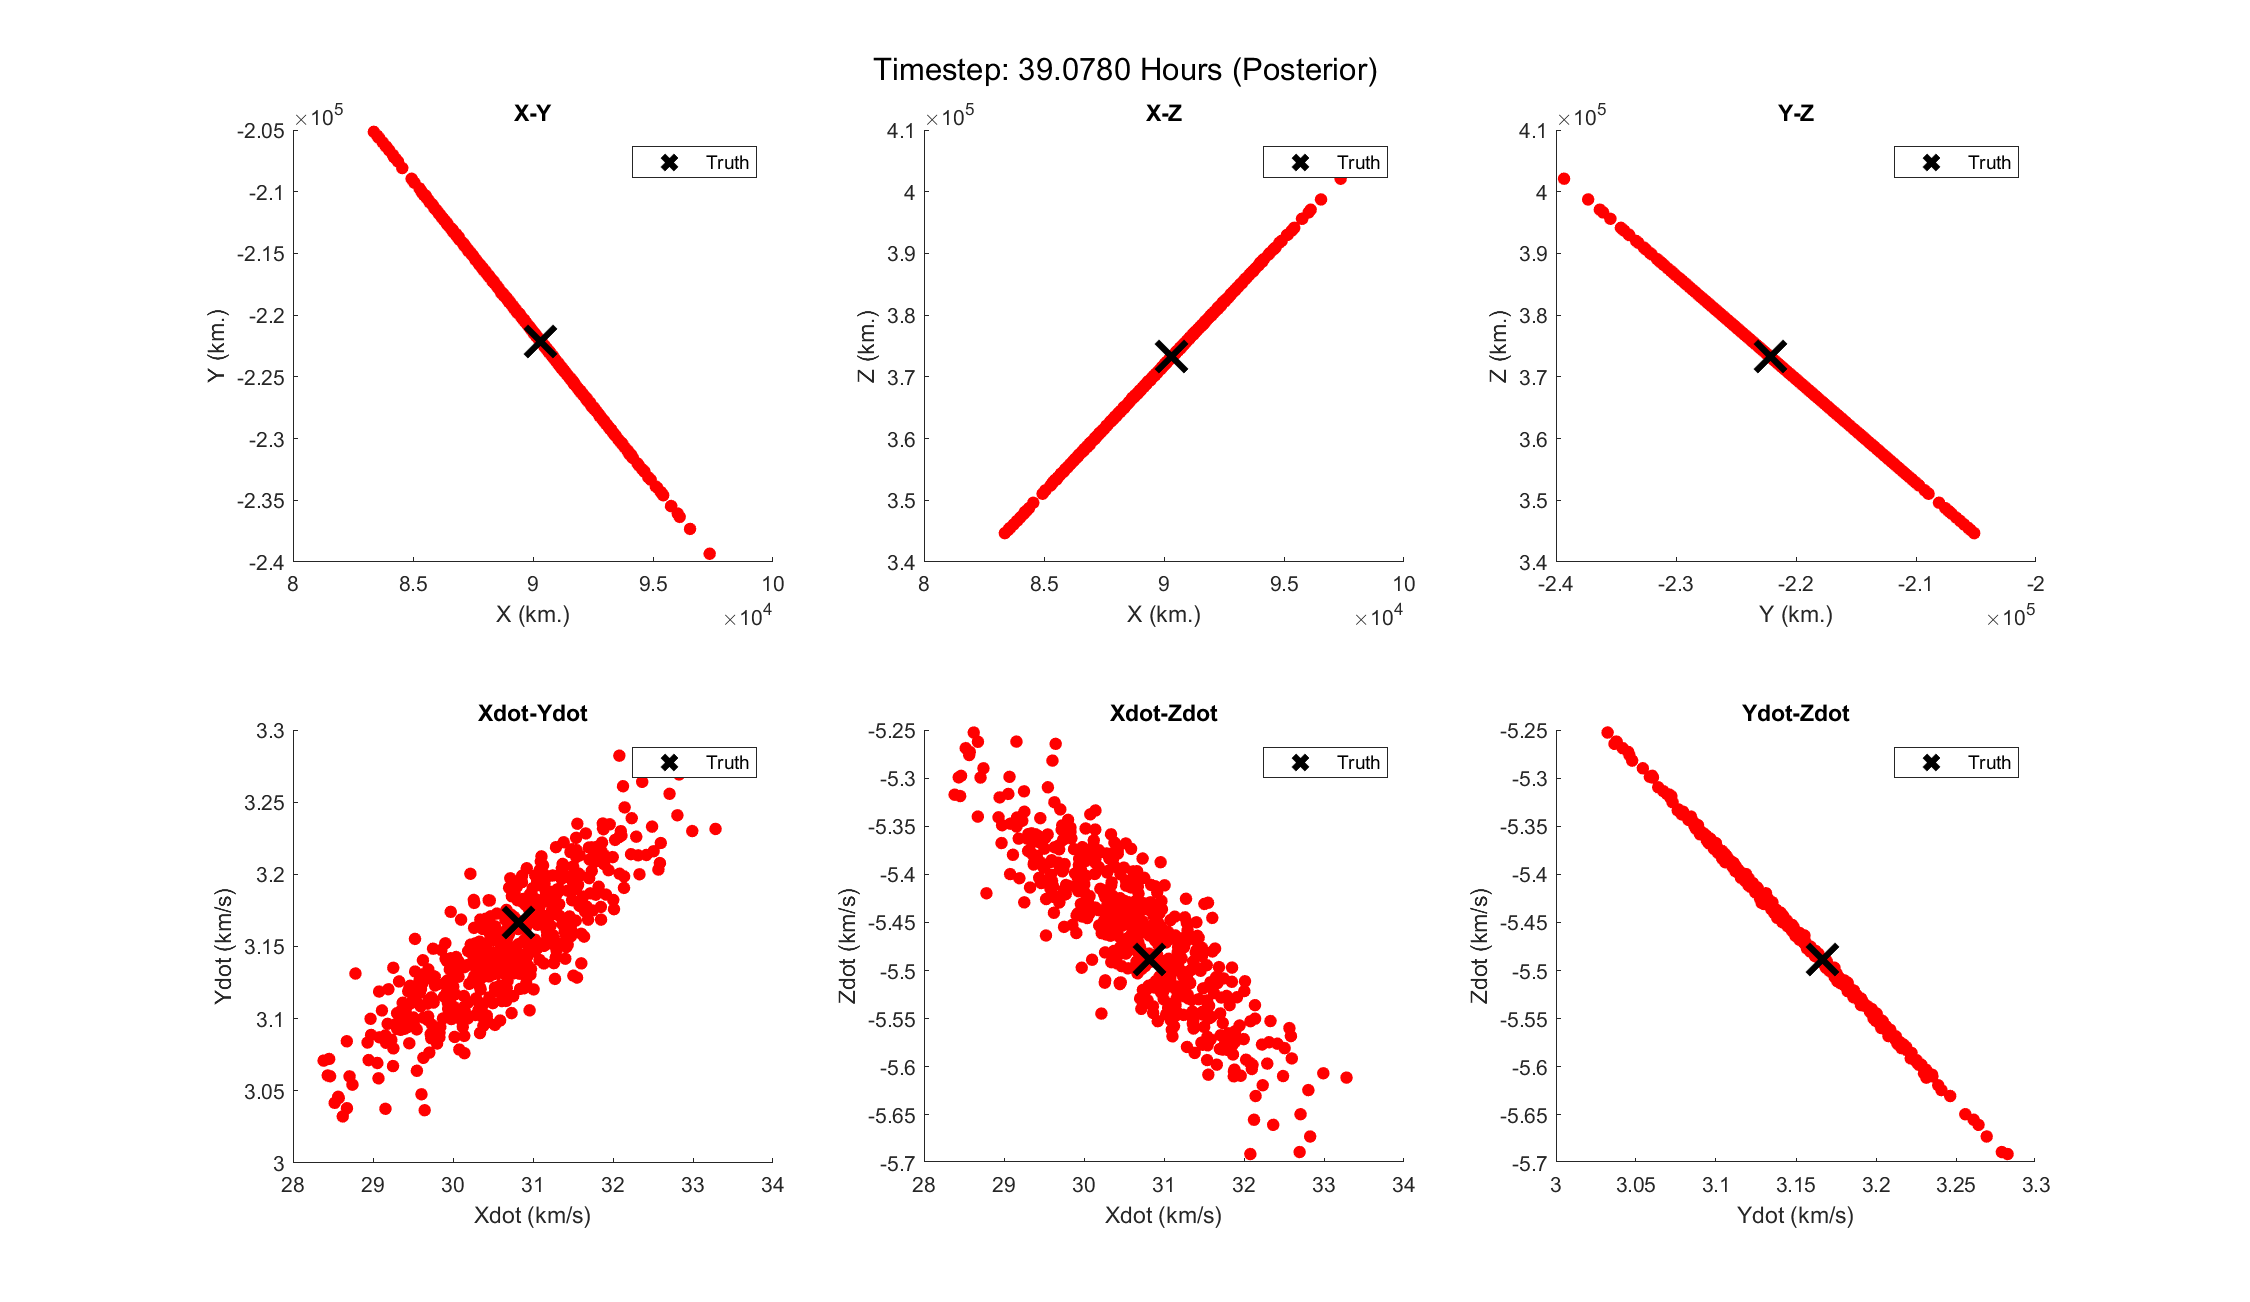 Timestep: 39.0780 Hours (Posterior)
X-Y
×10^5
-2.05
-2.1
-2.15
-2.2
-2.25
-2.3
-2.35
-2.4
Y (km.)
8 8.5 9 9.5 10
X (km.)
×10^4
Truth
X-Z
×10^5
4.1
4
3.9
3.8
3.7
3.6
3.5
3.4
Z (km.)
8 8.5 9 9.5 10
X (km.)
×10^4
Truth
Y-Z
×10^5
4.1
4
3.9
3.8
3.7
3.6
3.5
3.4
Z (km.)
-2.4 -2.3 -2.2 -2.1 -2
Y (km.)
×10^5
Truth
Xdot-Ydot
3.3
3.25
3.2
3.15
3.1
3.05
3
Ydot (km/s)
28 29 30 31 32 33 34
Xdot (km/s)
Truth
Xdot-Zdot
-5.25
-5.3
-5.35
-5.4
-5.45
-5.5
-5.55
-5.6
-5.65
-5.7
Zdot (km/s)
28 29 30 31 32 33 34
Xdot (km/s)
Truth
Ydot-Zdot
-5.25
-5.3
-5.35
-5.4
-5.45
-5.5
-5.55
-5.6
-5.65
-5.7
Zdot (km/s)
3 3.05 3.1 3.15 3.2 3.25 3.3
Ydot (km/s)
Truth